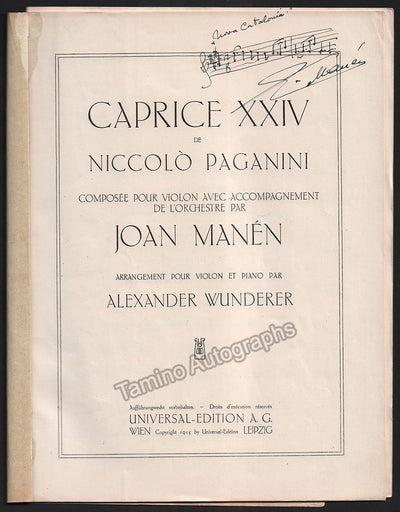 "Nova Catalonia"
J. Manén
CAPRICE XXIV
DE
NICCOLÒ PAGANINI
COMPOSÉE POUR VIOLON AVEC ACCOMPAGNEMENT
DE L'ORCHESTRE PAR
JOAN MANÉN
ARRANGEMENT POUR VIOLON ET PIANO PAR
ALEXANDER WUNDERER
Tamino Autographs
Aufführungsrecht vorbehalten. – Droits d'exécution réservés
UNIVERSAL-EDITION A. G.
WIEN Copyright 1915 by Universal-Edition LEIPZIG